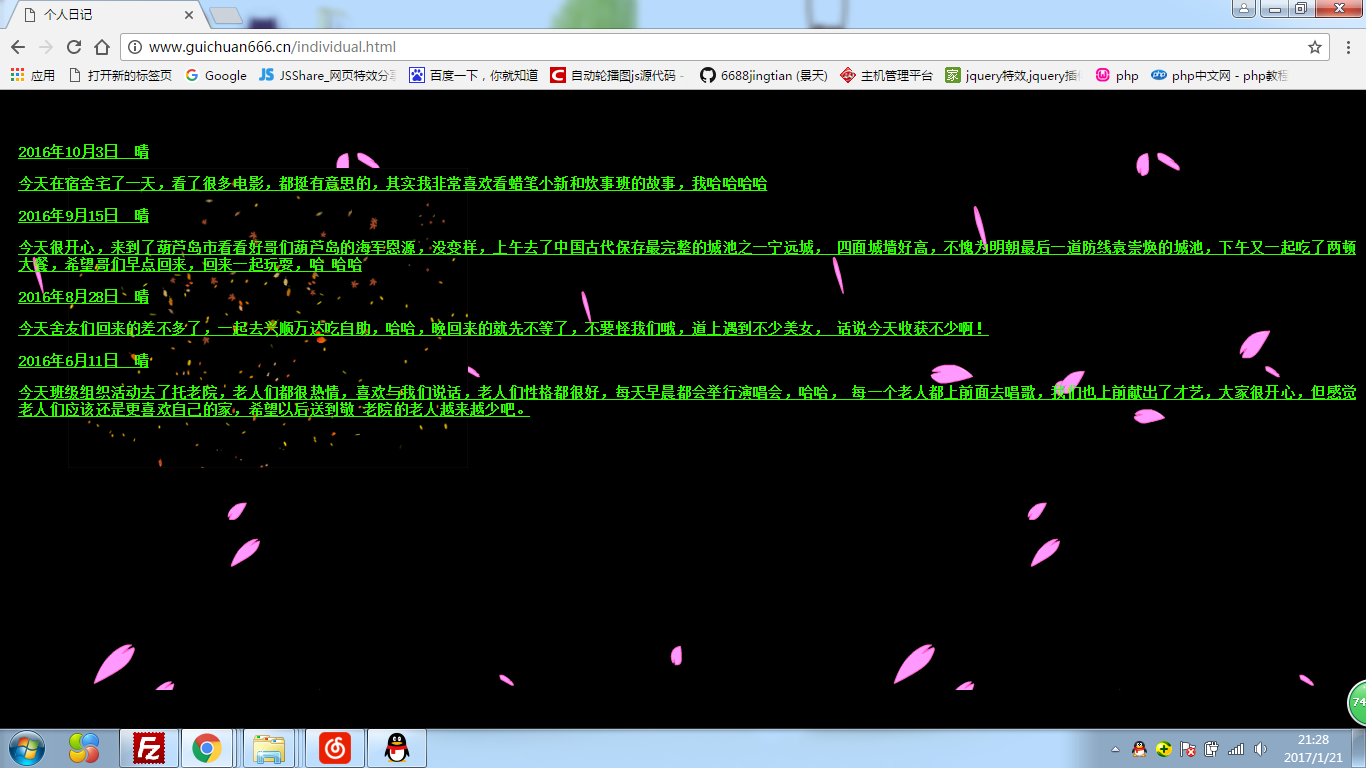 个人日记
www.guichuan666.cn/individual.html
应用 打开新的标签页 Google JSShare_网页特效分享 百度一下，你就知道 自动轮播图js源代码 - 6688jingtian (景天) 主机管理平台 jquery特效,jquery插件 php php中文网 - php教程
2016年10月3日 晴
今天在宿舍宅了一天，看了很多电影，都挺有意思的，其实我非常喜欢看蜡笔小新和炊事班的故事，我哈哈哈哈
2016年9月15日 晴
今天很开心，来到了葫芦岛市看看好哥们葫芦岛的海军恩源，没变样，上午去了中国古代保存最完整的城池之一宁远城， 四面城墙好高，不愧为明朝最后一道防线袁崇焕的城池，下午又一起吃了两顿
大餐，希望哥们早点回来，回来一起玩耍，哈 哈哈
2016年8月28日 晴
今天舍友们回来的差不多了，一起去兴顺万达吃自助，哈哈，晚回来的就先不等了，不要怪我们哦，道上遇到不少美女， 话说今天收获不少啊！
2016年6月11日 晴
今天班级组织活动去了托老院，老人们都很热情，喜欢与我们说话，老人们性格都很好，每天早晨都会举行演唱会，哈哈， 每一个老人都上前面去唱歌，我们也上前献出了才艺，大家很开心，但感觉
老人们应该还是更喜欢自己的家，希望以后送到敬 老院的老人越来越少吧。
74
21:28
2017/1/21